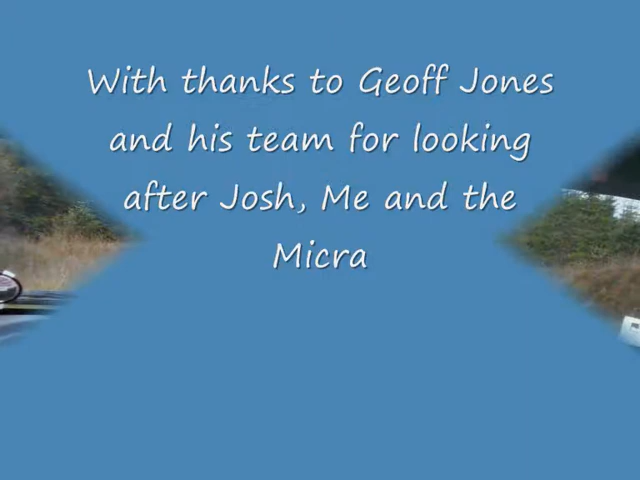 With thanks to Geoff Jones
and his team for looking
after Josh, Me and the
Micra